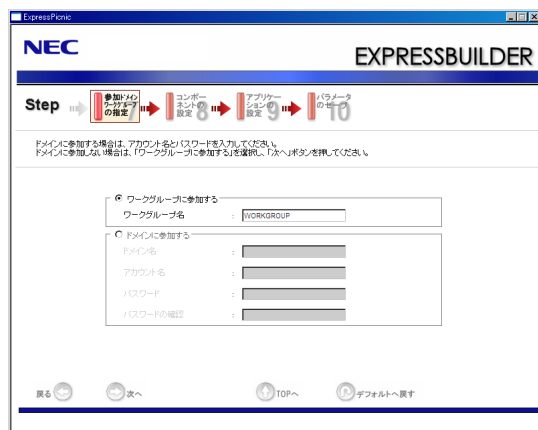 ExpressPicnic
NEC
EXPRESSBUILDER
Step
参加ドメイン
ワークグループ
の指定
7
コンポー
ネントの
設定
8
アプリケー
ションの
設定
9
パラメータ
のセーブ
10
ドメインに参加する場合は、アカウント名とパスワードを入力してください。
ドメインに参加しない場合は、「ワークグループに参加する」を選択し、「次へ」ボタンを押してください。
ワークグループに参加する
ワークグループ名 : WORKGROUP
ドメインに参加する
ドメイン名 :
アカウント名 :
パスワード :
パスワードの確認 :
戻る 次へ TOPへ デフォルトへ戻す